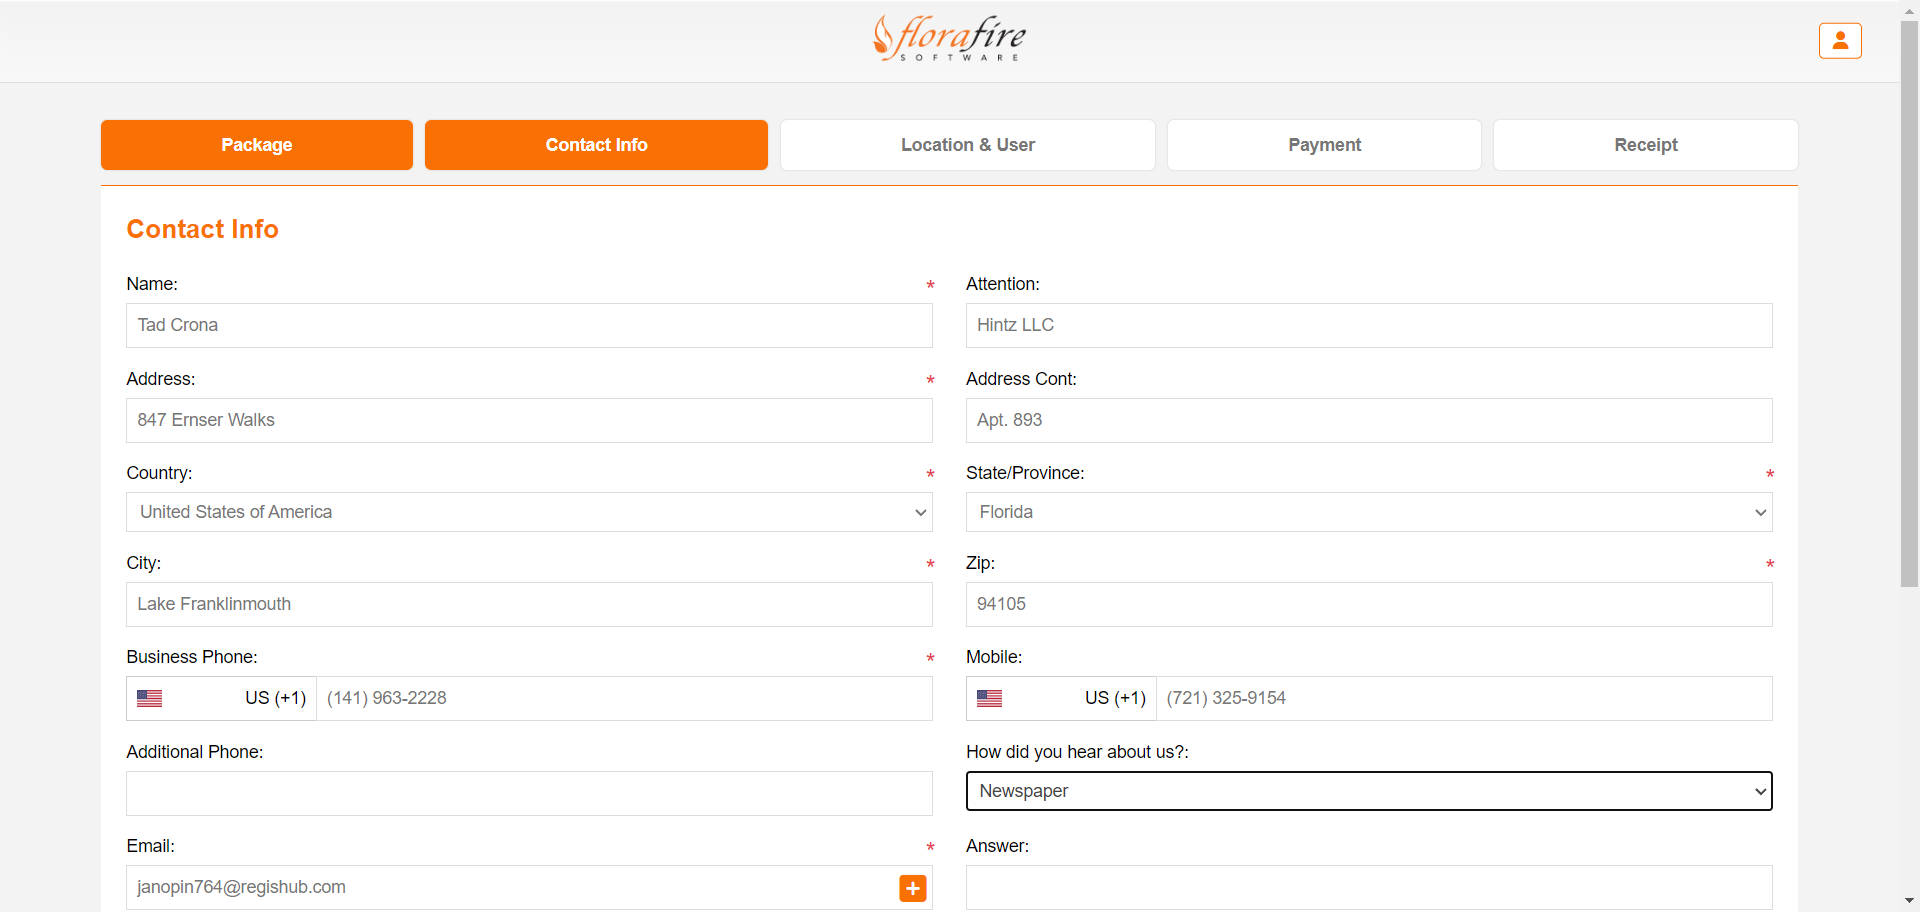 florafire
SOFTWARE
Package
Contact Info
Location & User
Payment
Receipt
Contact Info
Name: *
Attention:
Tad Crona
Hintz LLC
Address: *
Address Cont:
847 Ernser Walks
Apt. 893
Country: *
State/Province: *
United States of America
Florida
City: *
Zip: *
Lake Franklinmouth
94105
Business Phone: *
Mobile:
US (+1) (141) 963-2228
US (+1) (721) 325-9154
Additional Phone:
How did you hear about us?:
Newspaper
Email: *
Answer:
janopin764@regishub.com